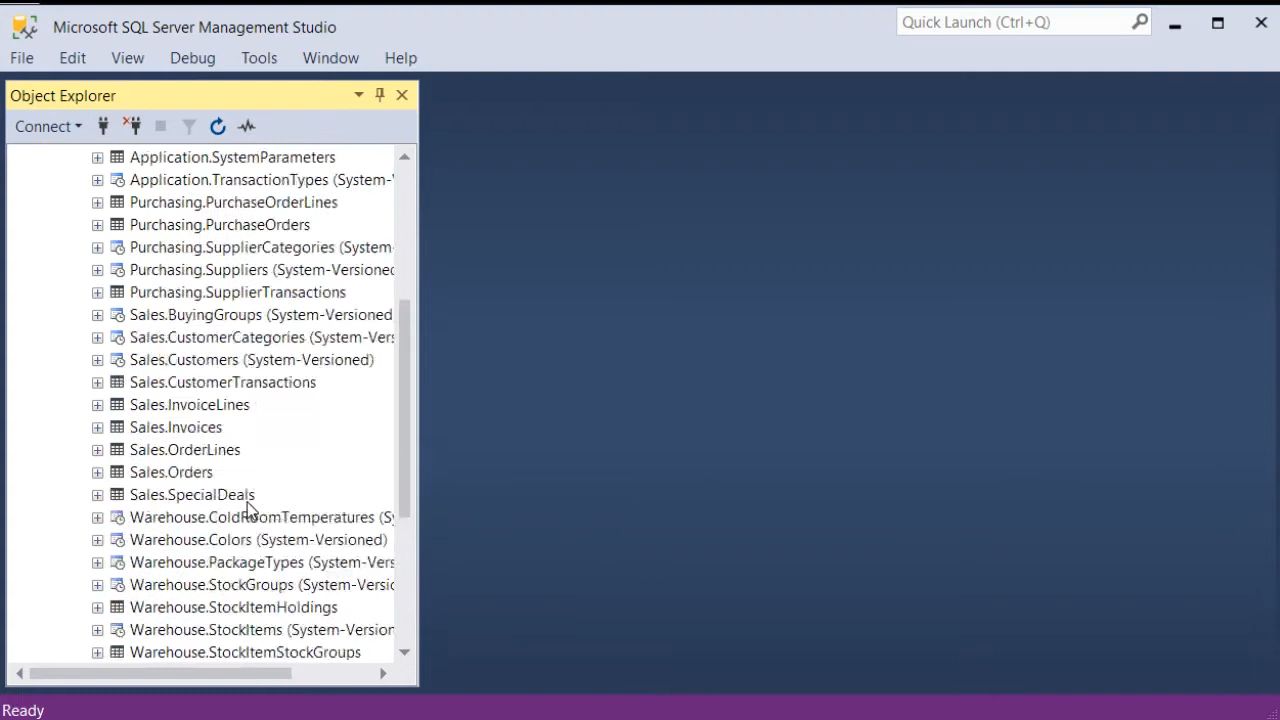 Microsoft SQL Server Management Studio
Quick Launch (Ctrl+Q)
File Edit View Debug Tools Window Help
Object Explorer
Connect
Application.SystemParameters
Application.TransactionTypes (System-
Purchasing.PurchaseOrderLines
Purchasing.PurchaseOrders
Purchasing.SupplierCategories (System-
Purchasing.Suppliers (System-Versioned
Purchasing.SupplierTransactions
Sales.BuyingGroups (System-Versioned
Sales.CustomerCategories (System-Vers
Sales.Customers (System-Versioned)
Sales.CustomerTransactions
Sales.InvoiceLines
Sales.Invoices
Sales.OrderLines
Sales.Orders
Sales.SpecialDeals
Warehouse.ColdRoomTemperatures (Sy
Warehouse.Colors (System-Versioned)
Warehouse.PackageTypes (System-Vers
Warehouse.StockGroups (System-Versio
Warehouse.StockItemHoldings
Warehouse.StockItems (System-Version
Warehouse.StockItemStockGroups
Ready